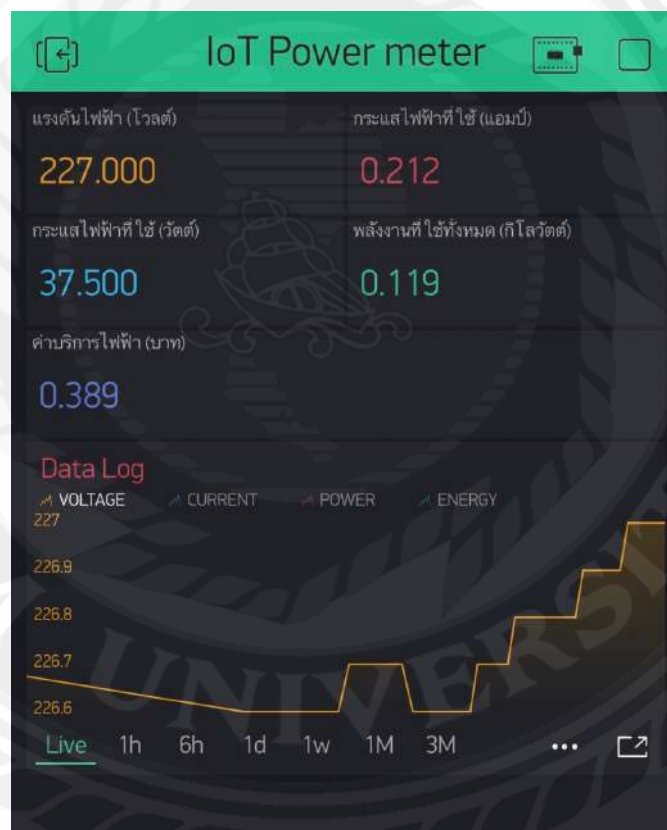 IoT Power meter
แรงดันไฟฟ้า (โวลต์)
กระแสไฟฟ้าที่ใช้ (แอมป์)
227.000
0.212
กระแสไฟฟ้าที่ใช้ (วัตต์)
พลังงานที่ใช้ทั้งหมด (กิโลวัตต์)
37.500
0.119
ค่าบริการไฟฟ้า (บาท)
0.389
Data Log
VOLTAGE CURRENT POWER ENERGY
227
226.9
226.8
226.7
226.6
UNIVERSI
Live 1h 6h 1d 1w 1M 3M